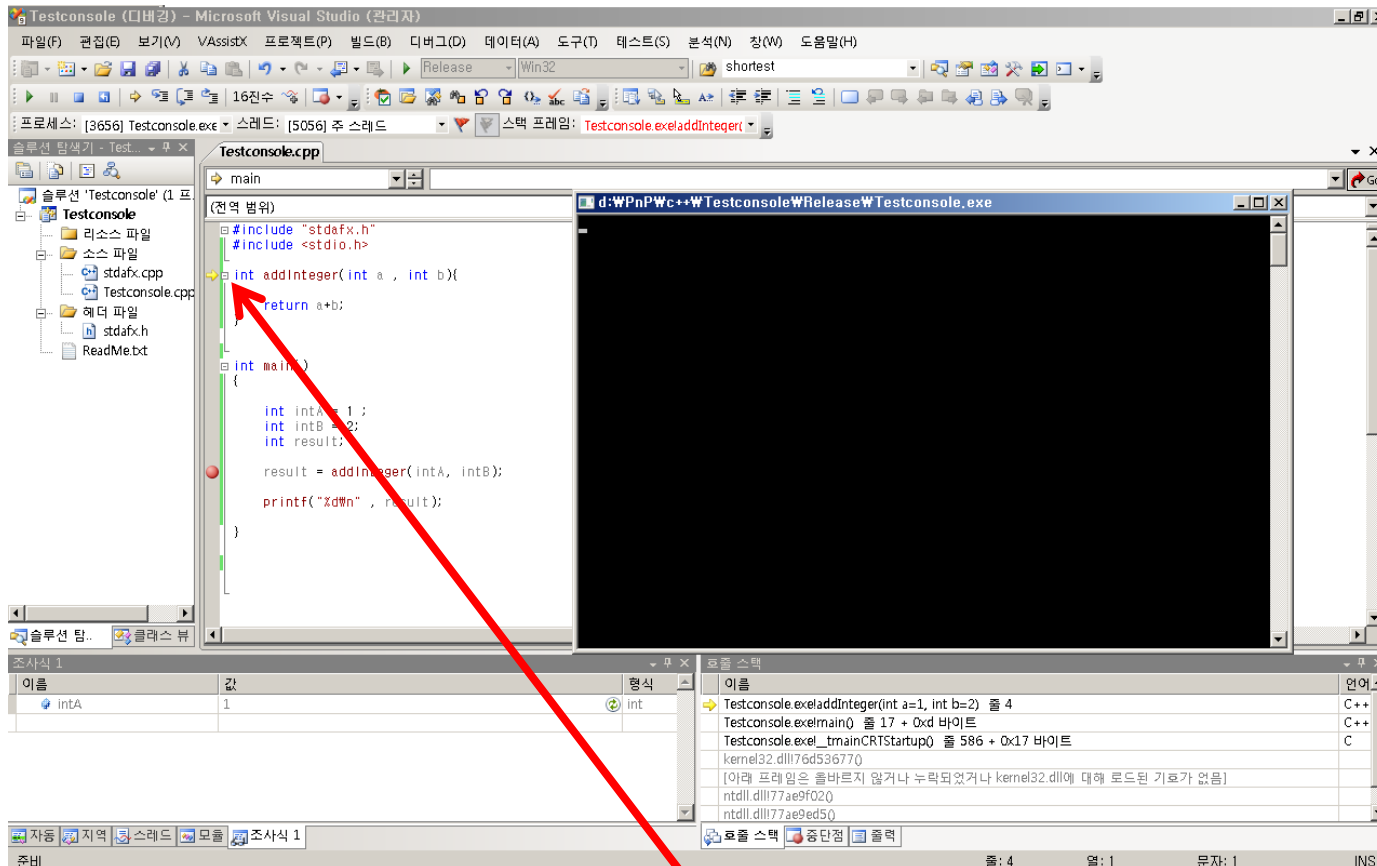 Testconsole (디버깅) - Microsoft Visual Studio (관리자)
파일(F) 편집(E) 보기(V) VAssistX 프로젝트(P) 빌드(B) 디버그(D) 데이터(A) 도구(T) 테스트(S) 분석(N) 창(W) 도움말(H)
Release Win32 shortest
16진수
프로세스: [3656] Testconsole.exe 스레드: [5056] 주 스레드 스택 프레임: Testconsole.exe!addInteger(
솔루션 탐색기 - Test...
Testconsole.cpp
main
Go
(전역 범위)
솔루션 'Testconsole' (1 프
Testconsole
리소스 파일
소스 파일
stdafx.cpp
Testconsole.cpp
헤더 파일
stdafx.h
ReadMe.txt
#include "stdafx.h"
#include <stdio.h>
int addInteger(int a , int b){
return a+b;
}
int main()
{
int intA = 1 ;
int intB = 2;
int result;
result = addInteger(intA, intB);
printf("%d₩n" , result);
}
d:₩PnP₩c++₩Testconsole₩Release₩Testconsole.exe
솔루션 탐.. 클래스 뷰
조사식 1
이름 값 형식
intA 1 int
호출 스택
이름 언어
Testconsole.exe!addInteger(int a=1, int b=2) 줄 4 C++
Testconsole.exe!main() 줄 17 + 0xd 바이트 C++
Testconsole.exe!__tmainCRTStartup() 줄 586 + 0x17 바이트 C
kernel32.dll!76d53677()
[아래 프레임은 올바르지 않거나 누락되었거나 kernel32.dll에 대해 로드된 기호가 없음]
ntdll.dll!77ae9f02()
ntdll.dll!77ae9ed5()
자동 지역 스레드 모듈 조사식 1
호출 스택 중단점 출력
준비 줄: 4 열: 1 문자: 1 INS